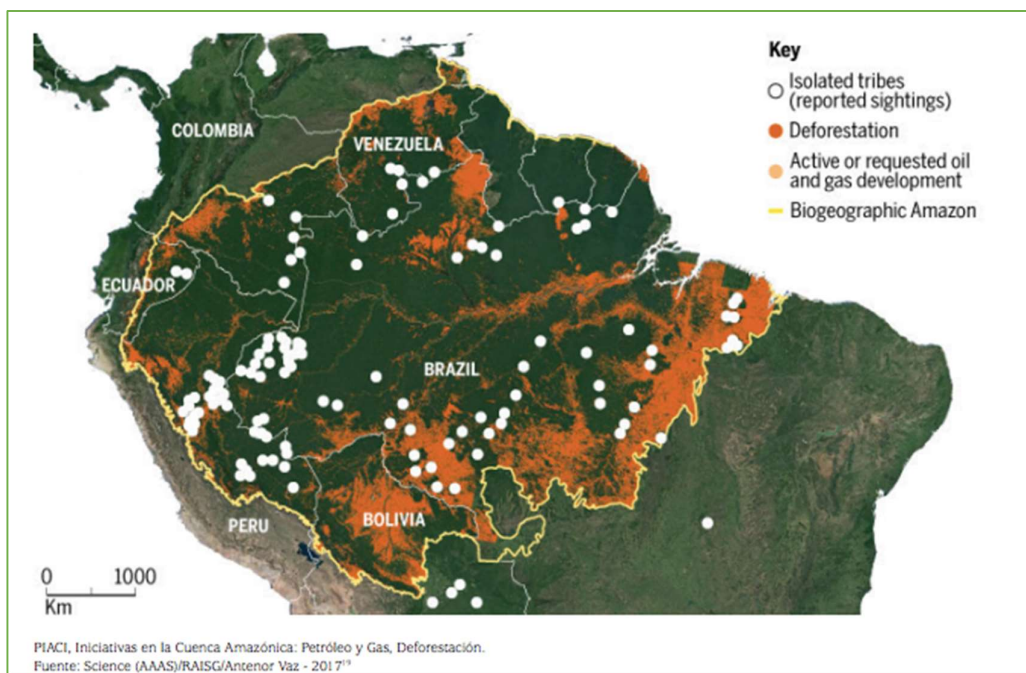 Key
Isolated tribes
(reported sightings)
Deforestation
Active or requested oil
and gas development
Biogeographic Amazon
COLOMBIA
VENEZUELA
ECUADOR
BRAZIL
PERU
BOLIVIA
0 1000
Km
PIACI, Iniciativas en la Cuenca Amazónica: Petróleo y Gas, Deforestación.
Fuente: Science (AAAS)/RAISG/Antenor Vaz - 2017¹⁹